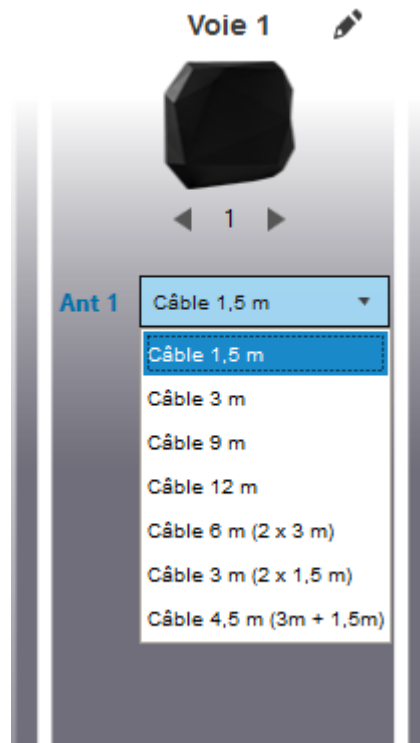 Voie 1
1
Ant 1 Câble 1,5 m
Câble 1,5 m
Câble 3 m
Câble 9 m
Câble 12 m
Câble 6 m (2 x 3 m)
Câble 3 m (2 x 1,5 m)
Câble 4,5 m (3m + 1,5m)